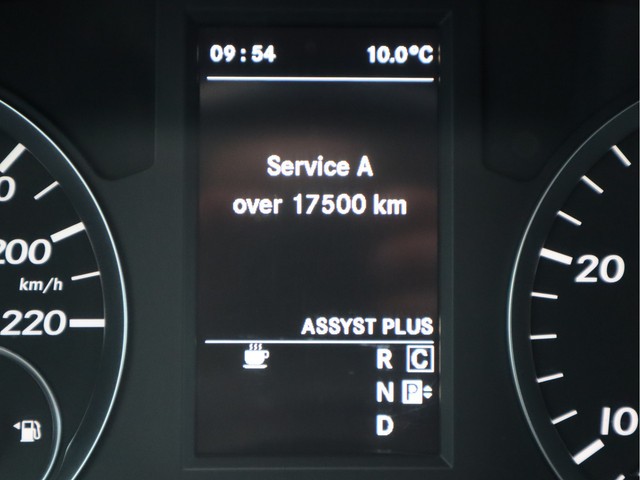 09:54 10.0°C
Service A
over 17500 km
ASSYST PLUS
R C
N P
D
200
km/h
220
20
10